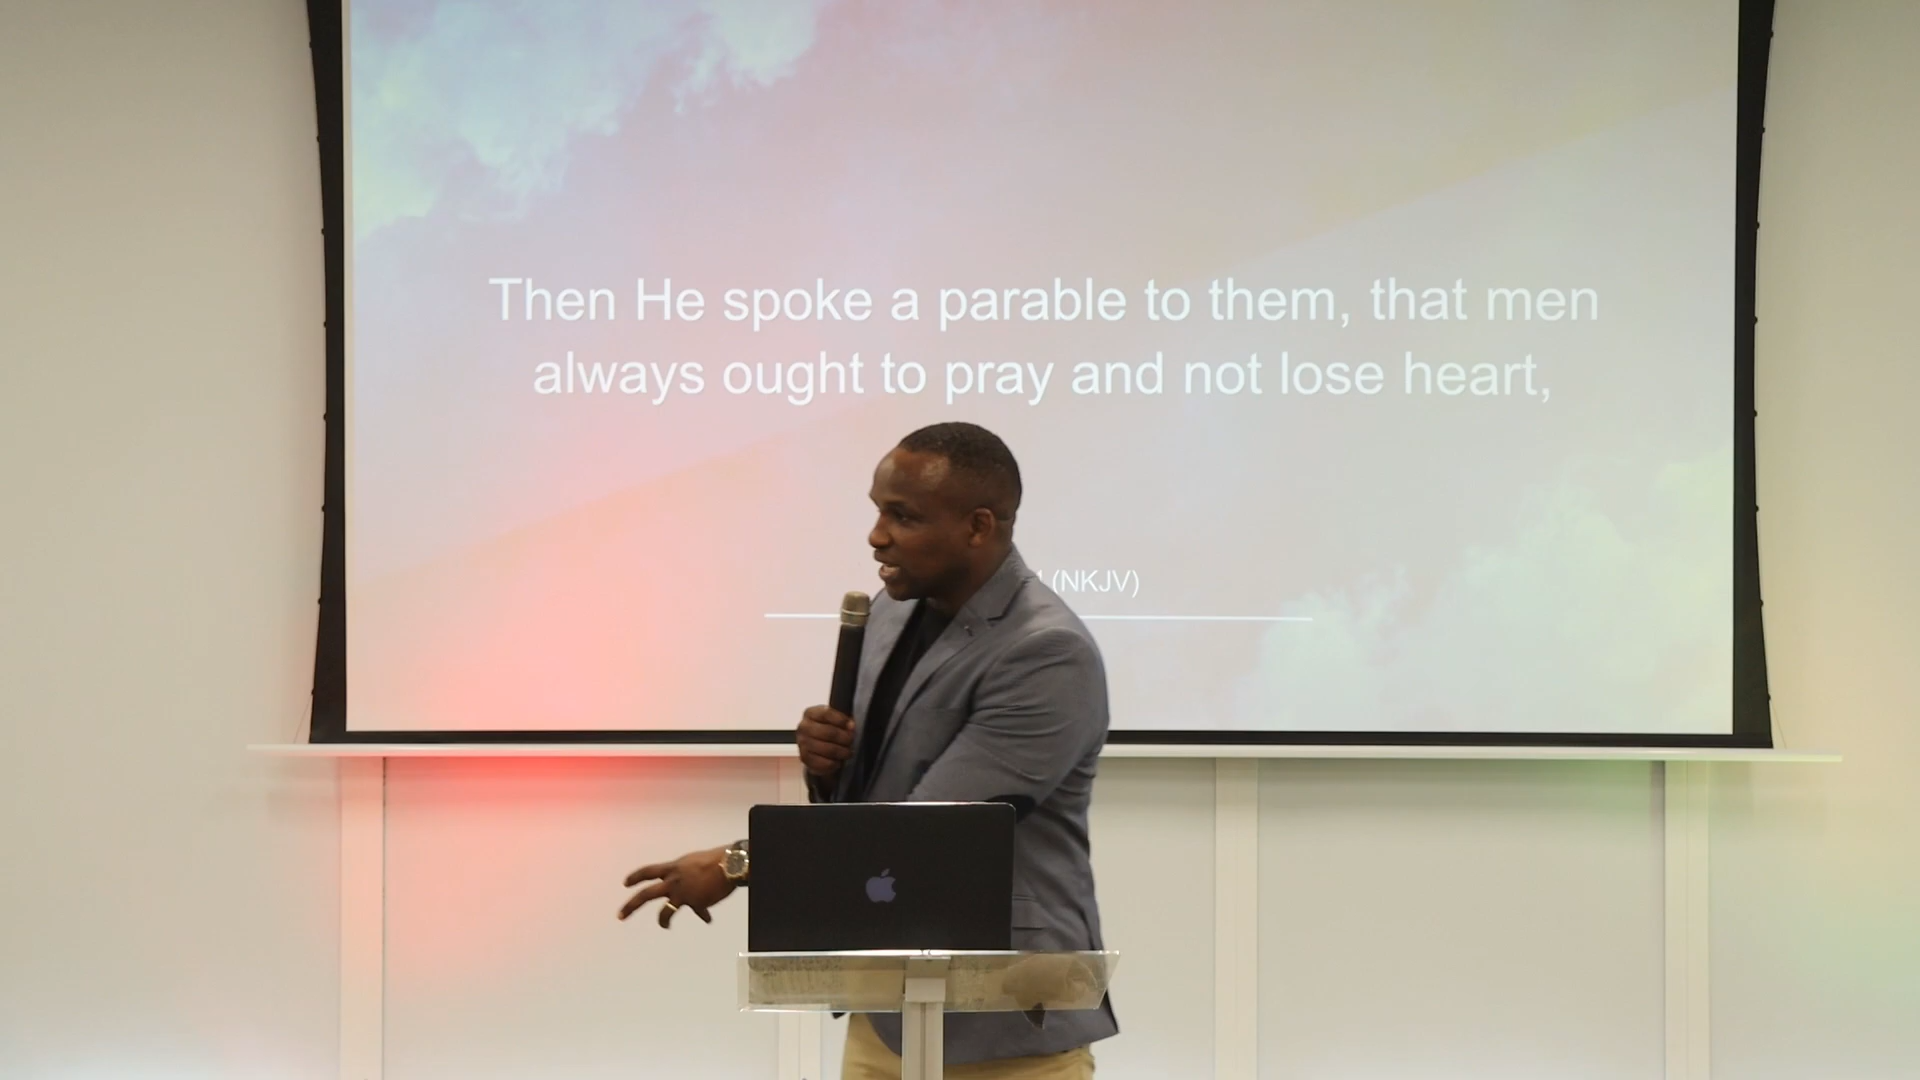 Then He spoke a parable to them, that men
always ought to pray and not lose heart,
(NKJV)